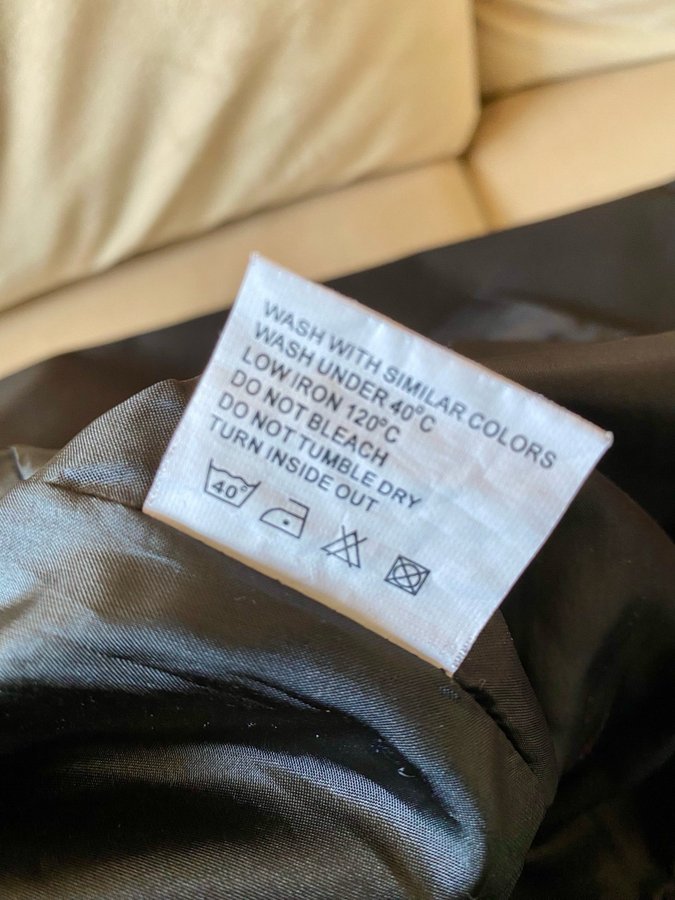 WASH WITH SIMILAR COLORS
WASH UNDER 40°C
LOW IRON 120°C
DO NOT BLEACH
DO NOT TUMBLE DRY
TURN INSIDE OUT
40°